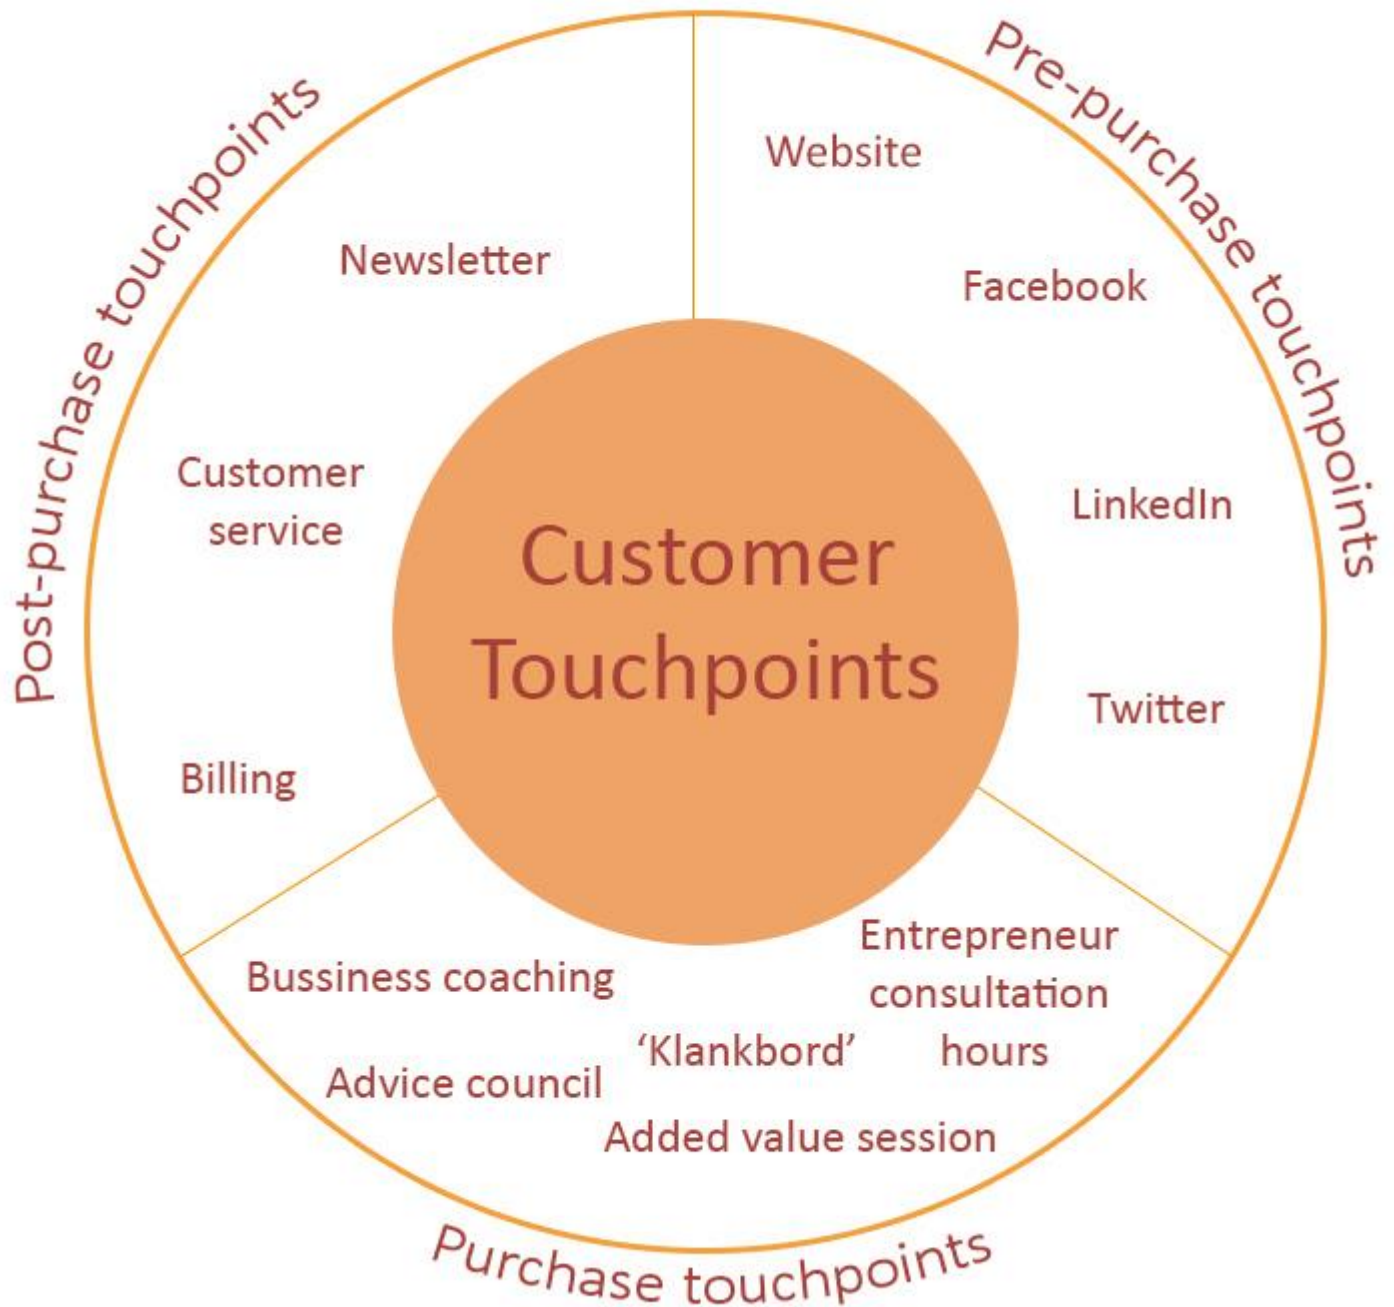 Pre-purchase touchpoints
Website
Facebook
LinkedIn
Twitter
Customer
Touchpoints
Post-purchase touchpoints
Newsletter
Customer
service
Billing
Bussiness coaching
Advice council
‘Klankbord’
Entrepreneur
consultation
hours
Added value session
Purchase touchpoints